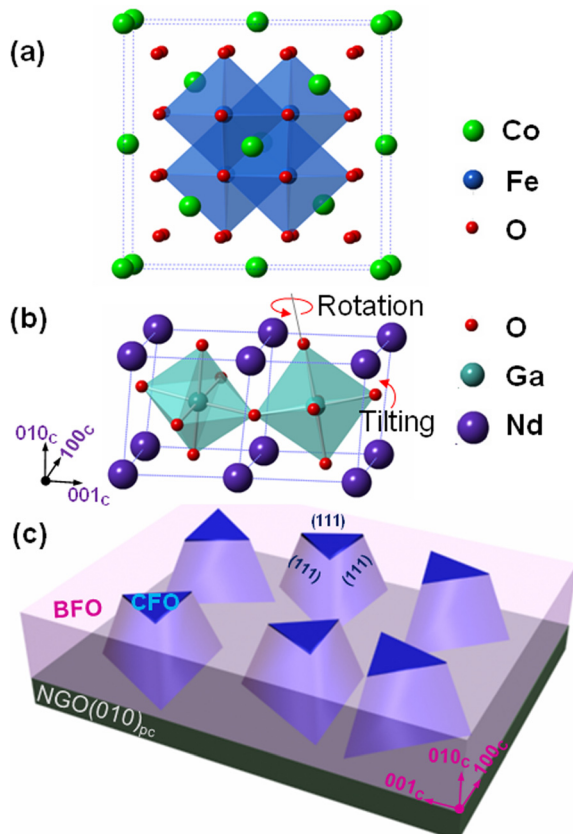 (a)
Co
Fe
O
(b)
Rotation
Tilting
O
Ga
Nd
010c
100c
001c
(c)
(111)
(111)
(111)
BFO
CFO
NGO(010)pc
010c
100c
001c